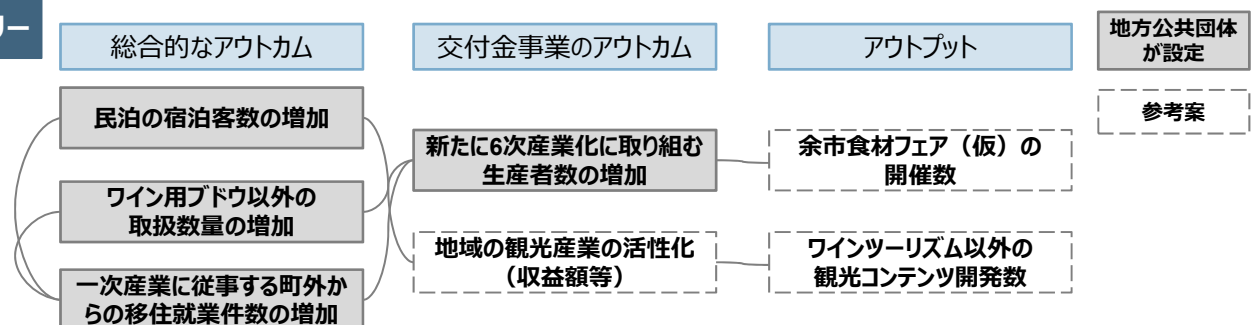 リー
総合的なアウトカム
交付金事業のアウトカム
アウトプット
地方公共団体
が設定
参考案
民泊の宿泊客数の増加
ワイン用ブドウ以外の
取扱数量の増加
一次産業に従事する町外か
らの移住就業件数の増加
新たに6次産業化に取り組む
生産者数の増加
地域の観光産業の活性化
（収益額等）
余市食材フェア（仮）の
開催数
ワインツーリズム以外の
観光コンテンツ開発数